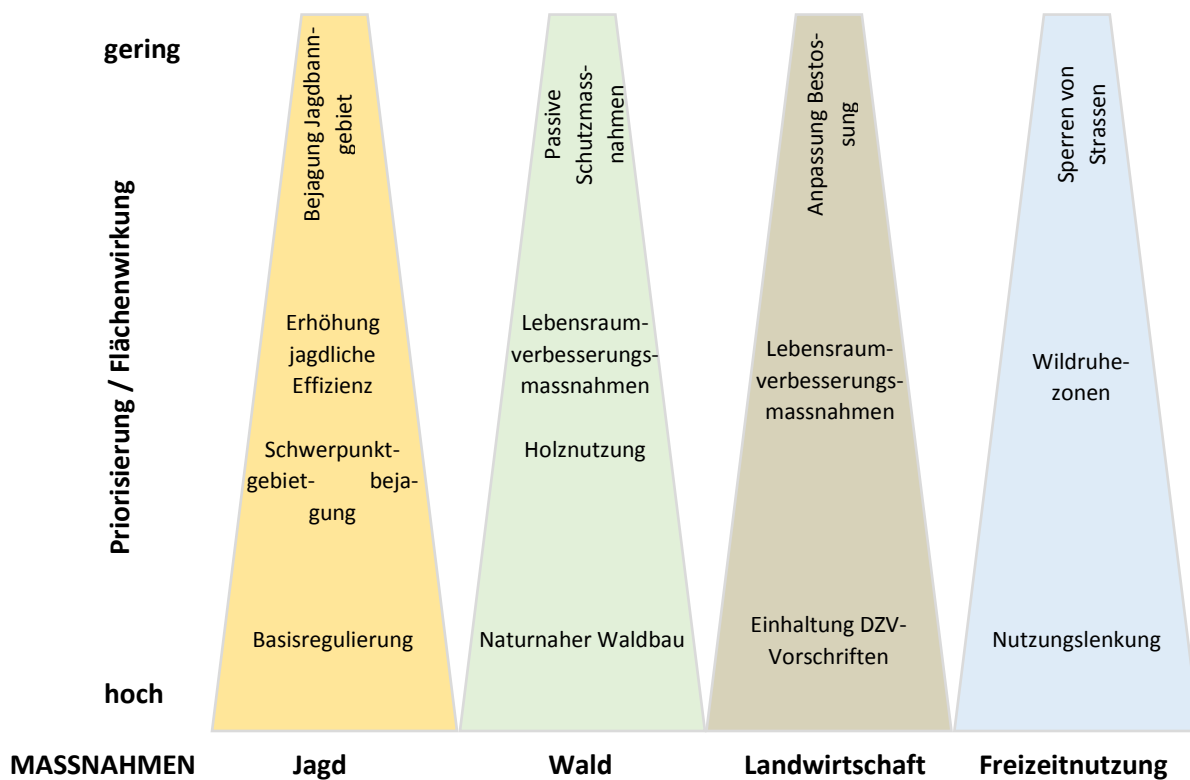 gering
Priorisierung / Flächenwirkung
hoch
Bejagung Jagdbann-
gebiet
Erhöhung
jagdliche
Effizienz
Schwerpunkt-
gebiet- beja-
gung
Basisregulierung
Passive
Schutzmass-
nahmen
Lebensraum-
verbesserungs-
massnahmen
Holznutzung
Naturnaher Waldbau
Anpassung Bestos-
sung
Lebensraum-
verbesserungs-
massnahmen
Einhaltung DZV-
Vorschriften
Sperren von
Strassen
Wildruhe-
zonen
Nutzungslenkung
MASSNAHMEN Jagd Wald Landwirtschaft Freizeitnutzung